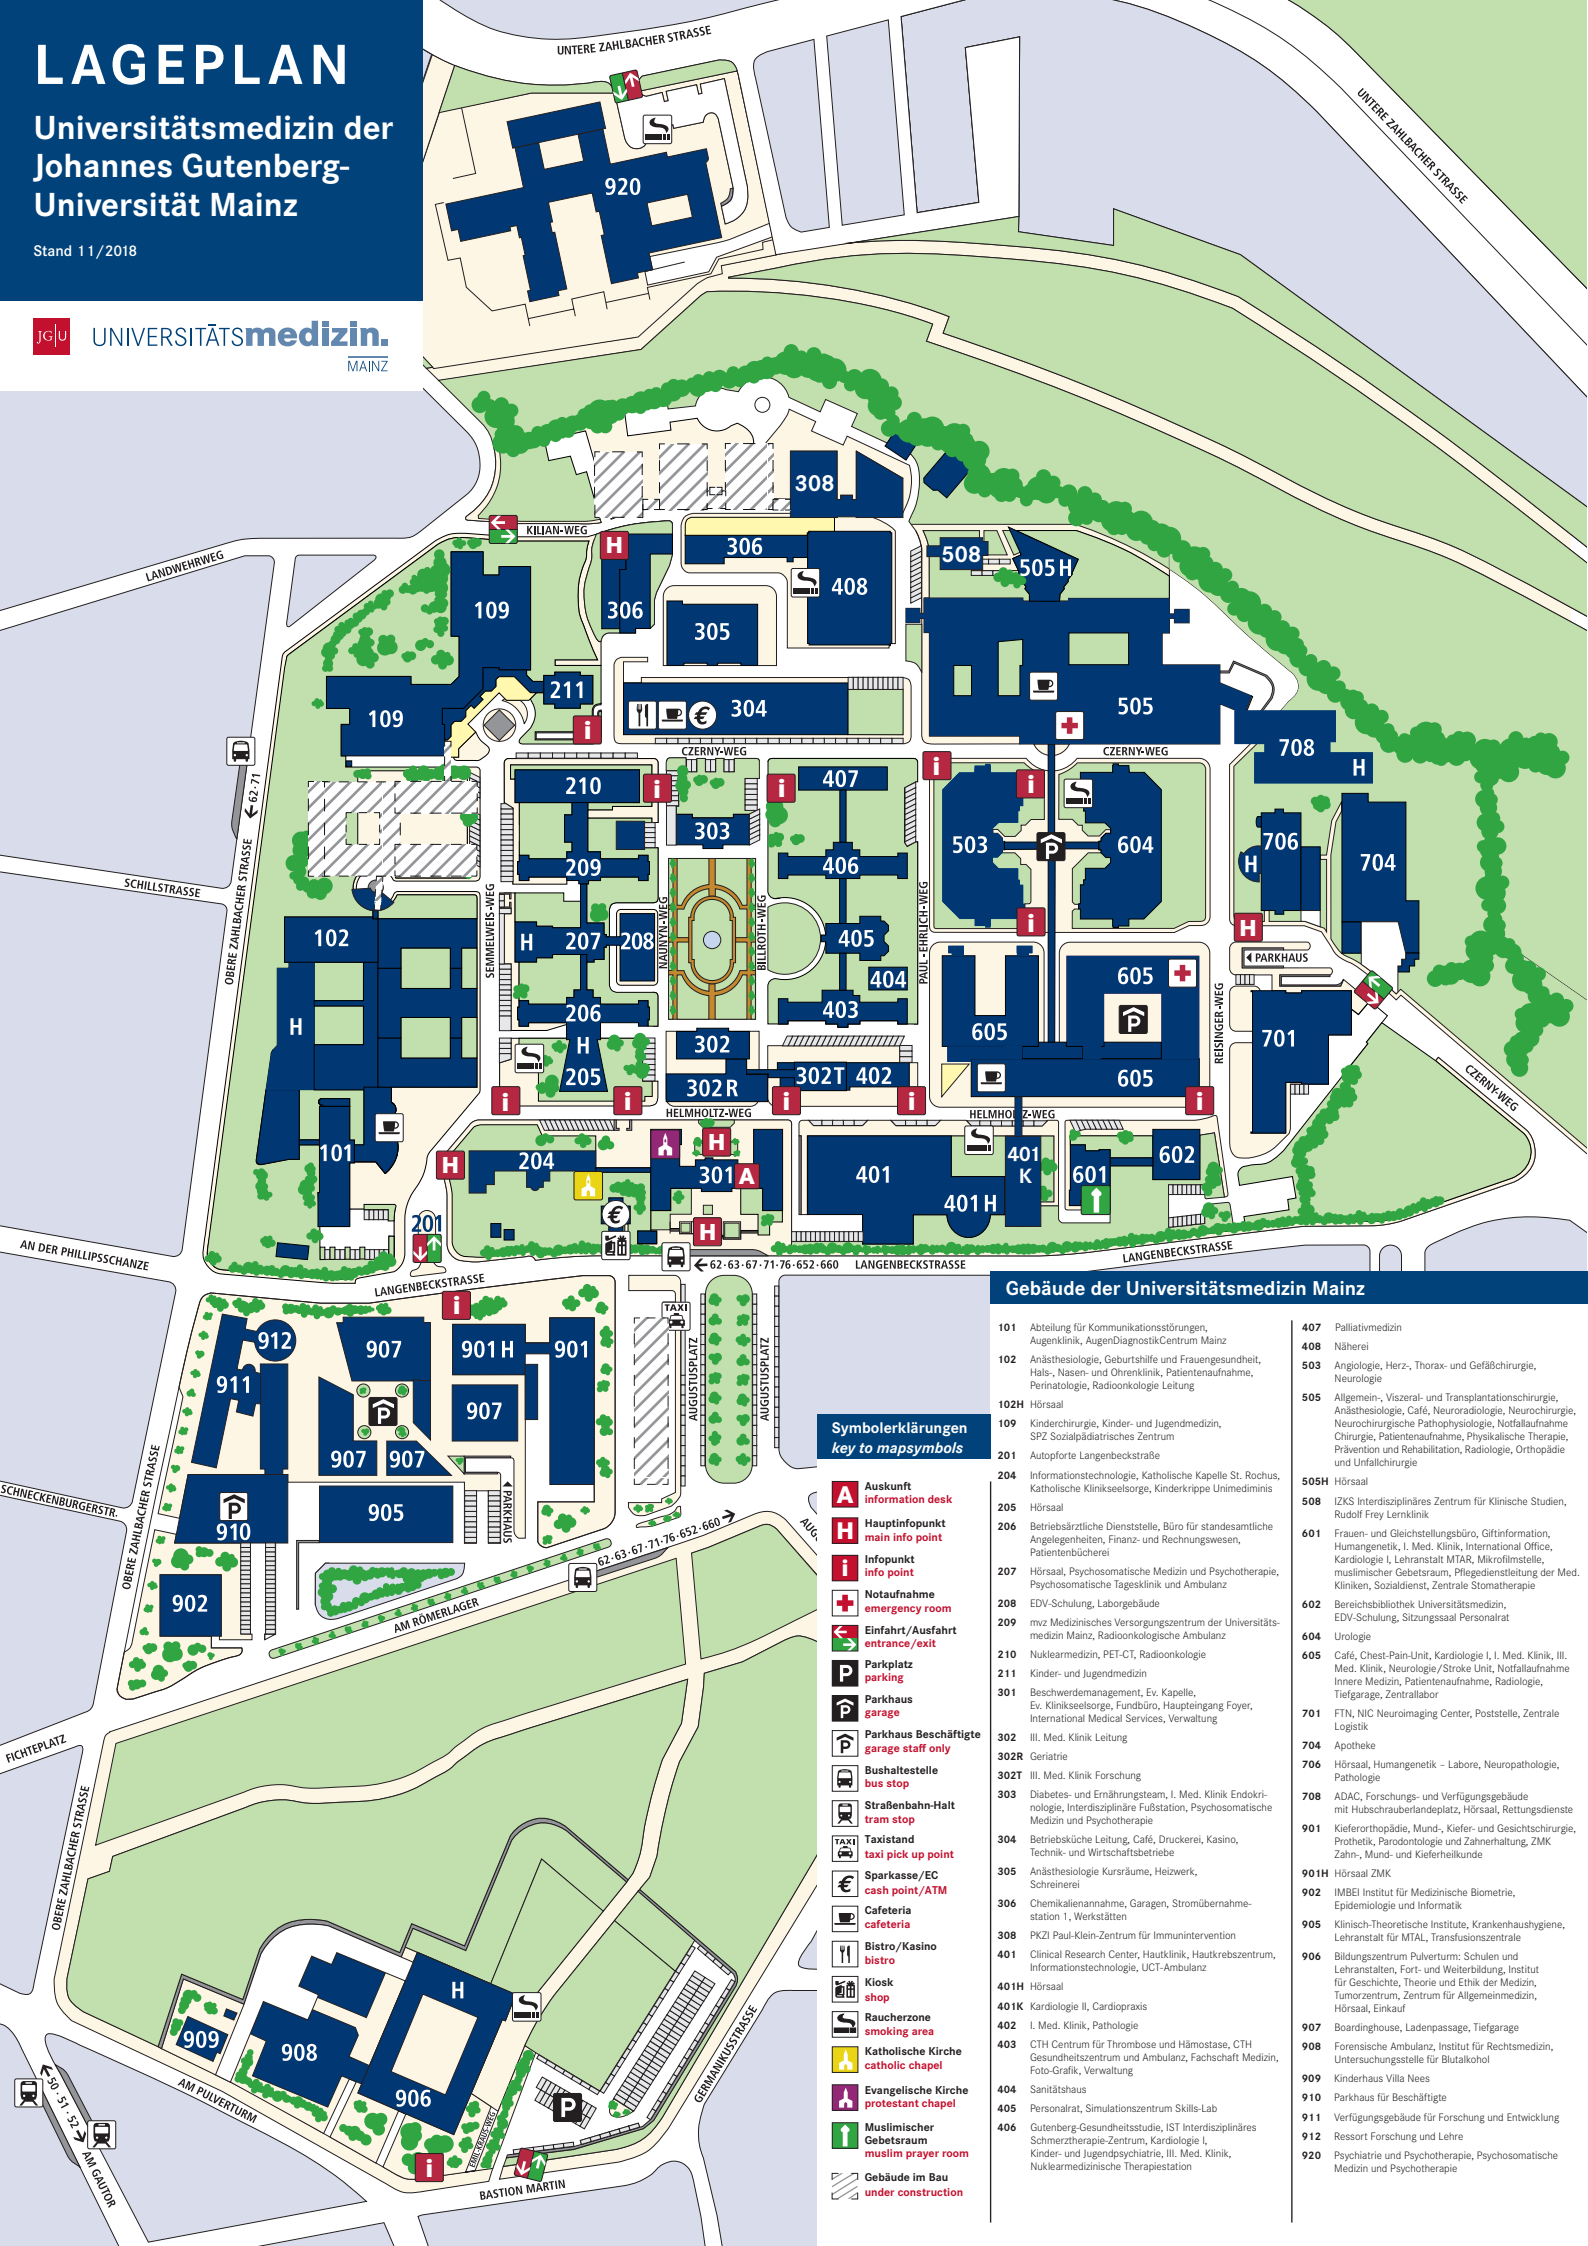 LAGEPLAN
Universitätsmedizin der
Johannes Gutenberg-
Universität Mainz
Stand 11/2018
JG|U
UNIVERSITĀTSmedizin.
MAINZ
UNTERE ZAHLBACHER STRASSE
UNTERE ZAHLBACHER STRASSE
920
308
KILIAN-WEG
LANDWEHRWEG
H
306
306
408
508
505 H
109
305
109
211
i
304
€
505
CZERNY-WEG
CZERNY-WEG
708
H
62·71
210
i
i
407
i
i
503
604
P
303
209
406
706
H
704
SCHILLSTRASSE
OBERE ZAHLBACHER STRASSE
SEMMELWEIS-WEG
NAUNYN-WEG
BILLROTH-WEG
PAUL-EHRLICH-WEG
102
H
207
208
405
404
i
H
PARKHAUS
605
P
206
403
605
H
H
205
302
302 R
302T
402
605
701
REISINGER-WEG
CZERNY-WEG
i
i
i
i
i
HELMHOLTZ-WEG
HELMHOLTZ-WEG
101
H
204
H
301
A
401
401
K
401 H
601
602
201
€
H
AN DER PHILLIPSSCHANZE
LANGENBECKSTRASSE
62·63·67·71·76·652·660
LANGENBECKSTRASSE
LANGENBECKSTRASSE
i
TAXI
912
907
901 H
901
911
P
907
907
907
P
910
905
PARKHAUS
AUGUSTUSPLATZ
AUGUSTUSPLATZ
OBERE ZAHLBACHER STRASSE
SCHNECKENBURGERSTR.
902
62·63·67·71·76·652·660
AM RÖMERLAGER
FICHTEPLATZ
OBERE ZAHLBACHER STRASSE
H
909
908
906
P
AM PULVERTURM
EMIL-KRAUS-WEG
GERMANIKUSSTRASSE
50·51·52
AM GAUTOR
i
BASTION MARTIN
Symbolerklärungen
key to mapsymbols
A Auskunft
information desk
H Hauptinfopunkt
main info point
i Infopunkt
info point
Notaufnahme
emergency room
Einfahrt/Ausfahrt
entrance/exit
P Parkplatz
parking
P Parkhaus
garage
P Parkhaus Beschäftigte
garage staff only
Bushaltestelle
bus stop
Straßenbahn-Halt
tram stop
TAXI Taxistand
taxi pick up point
€ Sparkasse/EC
cash point/ATM
Cafeteria
cafeteria
Bistro/Kasino
bistro
Kiosk
shop
Raucherzone
smoking area
Katholische Kirche
catholic chapel
Evangelische Kirche
protestant chapel
Muslimischer
Gebetsraum
muslim prayer room
Gebäude im Bau
under construction
Gebäude der Universitätsmedizin Mainz
101 Abteilung für Kommunikationsstörungen,
Augenklinik, AugenDiagnostikCentrum Mainz
102 Anästhesiologie, Geburtshilfe und Frauengesundheit,
Hals-, Nasen- und Ohrenklinik, Patientenaufnahme,
Perinatologie, Radioonkologie Leitung
102H Hörsaal
109 Kinderchirurgie, Kinder- und Jugendmedizin,
SPZ Sozialpädiatrisches Zentrum
201 Autopforte Langenbeckstraße
204 Informationstechnologie, Katholische Kapelle St. Rochus,
Katholische Klinikseelsorge, Kinderkrippe Unimediminis
205 Hörsaal
206 Betriebsärztliche Dienststelle, Büro für standesamtliche
Angelegenheiten, Finanz- und Rechnungswesen,
Patientenbücherei
207 Hörsaal, Psychosomatische Medizin und Psychotherapie,
Psychosomatische Tagesklinik und Ambulanz
208 EDV-Schulung, Laborgebäude
209 mvz Medizinisches Versorgungszentrum der Universitäts-
medizin Mainz, Radioonkologische Ambulanz
210 Nuklearmedizin, PET-CT, Radioonkologie
211 Kinder- und Jugendmedizin
301 Beschwerdemanagement, Ev. Kapelle,
Ev. Klinikseelsorge, Fundbüro, Haupteingang Foyer,
International Medical Services, Verwaltung
302 III. Med. Klinik Leitung
302R Geriatrie
302T III. Med. Klinik Forschung
303 Diabetes- und Ernährungsteam, I. Med. Klinik Endokri-
nologie, Interdisziplinäre Fußstation, Psychosomatische
Medizin und Psychotherapie
304 Betriebsküche Leitung, Café, Druckerei, Kasino,
Technik- und Wirtschaftsbetriebe
305 Anästhesiologie Kursräume, Heizwerk,
Schreinerei
306 Chemikalienannahme, Garagen, Stromübernahme-
station 1, Werkstätten
308 PKZI Paul-Klein-Zentrum für Immunintervention
401 Clinical Research Center, Hautklinik, Hautkrebszentrum,
Informationstechnologie, UCT-Ambulanz
401H Hörsaal
401K Kardiologie II, Cardiopraxis
402 I. Med. Klinik, Pathologie
403 CTH Centrum für Thrombose und Hämostase, CTH
Gesundheitszentrum und Ambulanz, Fachschaft Medizin,
Foto-Grafik, Verwaltung
404 Sanitätshaus
405 Personalrat, Simulationszentrum Skills-Lab
406 Gutenberg-Gesundheitsstudie, IST Interdisziplinäres
Schmerztherapie-Zentrum, Kardiologie I,
Kinder- und Jugendpsychiatrie, III. Med. Klinik,
Nuklearmedizinische Therapiestation
407 Palliativmedizin
408 Näherei
503 Angiologie, Herz-, Thorax- und Gefäßchirurgie,
Neurologie
505 Allgemein-, Viszeral- und Transplantationschirurgie,
Anästhesiologie, Café, Neuroradiologie, Neurochirurgie,
Neurochirurgische Pathophysiologie, Notfallaufnahme
Chirurgie, Patientenaufnahme, Physikalische Therapie,
Prävention und Rehabilitation, Radiologie, Orthopädie
und Unfallchirurgie
505H Hörsaal
508 IZKS Interdisziplinäres Zentrum für Klinische Studien,
Rudolf Frey Lernklinik
601 Frauen- und Gleichstellungsbüro, Giftinformation,
Humangenetik, I. Med. Klinik, International Office,
Kardiologie I, Lehranstalt MTAR, Mikrofilmstelle,
muslimischer Gebetsraum, Pflegedienstleitung der Med.
Kliniken, Sozialdienst, Zentrale Stomatherapie
602 Bereichsbibliothek Universitätsmedizin,
EDV-Schulung, Sitzungssaal Personalrat
604 Urologie
605 Café, Chest-Pain-Unit, Kardiologie I, I. Med. Klinik, III.
Med. Klinik, Neurologie/Stroke Unit, Notfallaufnahme
Innere Medizin, Patientenaufnahme, Radiologie,
Tiefgarage, Zentrallabor
701 FTN, NIC Neuroimaging Center, Poststelle, Zentrale
Logistik
704 Apotheke
706 Hörsaal, Humangenetik – Labore, Neuropathologie,
Pathologie
708 ADAC, Forschungs- und Verfügungsgebäude
mit Hubschrauberlandeplatz, Hörsaal, Rettungsdienste
901 Kieferorthopädie, Mund-, Kiefer- und Gesichtschirurgie,
Prothetik, Parodontologie und Zahnerhaltung, ZMK
Zahn-, Mund- und Kieferheilkunde
901H Hörsaal ZMK
902 IMBEI Institut für Medizinische Biometrie,
Epidemiologie und Informatik
905 Klinisch-Theoretische Institute, Krankenhaushygiene,
Lehranstalt für MTAL, Transfusionszentrale
906 Bildungszentrum Pulverturm: Schulen und
Lehranstalten, Fort- und Weiterbildung, Institut
für Geschichte, Theorie und Ethik der Medizin,
Tumorzentrum, Zentrum für Allgemeinmedizin,
Hörsaal, Einkauf
907 Boardinghouse, Ladenpassage, Tiefgarage
908 Forensische Ambulanz, Institut für Rechtsmedizin,
Untersuchungsstelle für Blutalkohol
909 Kinderhaus Villa Nees
910 Parkhaus für Beschäftigte
911 Verfügungsgebäude für Forschung und Entwicklung
912 Ressort Forschung und Lehre
920 Psychiatrie und Psychotherapie, Psychosomatische
Medizin und Psychotherapie